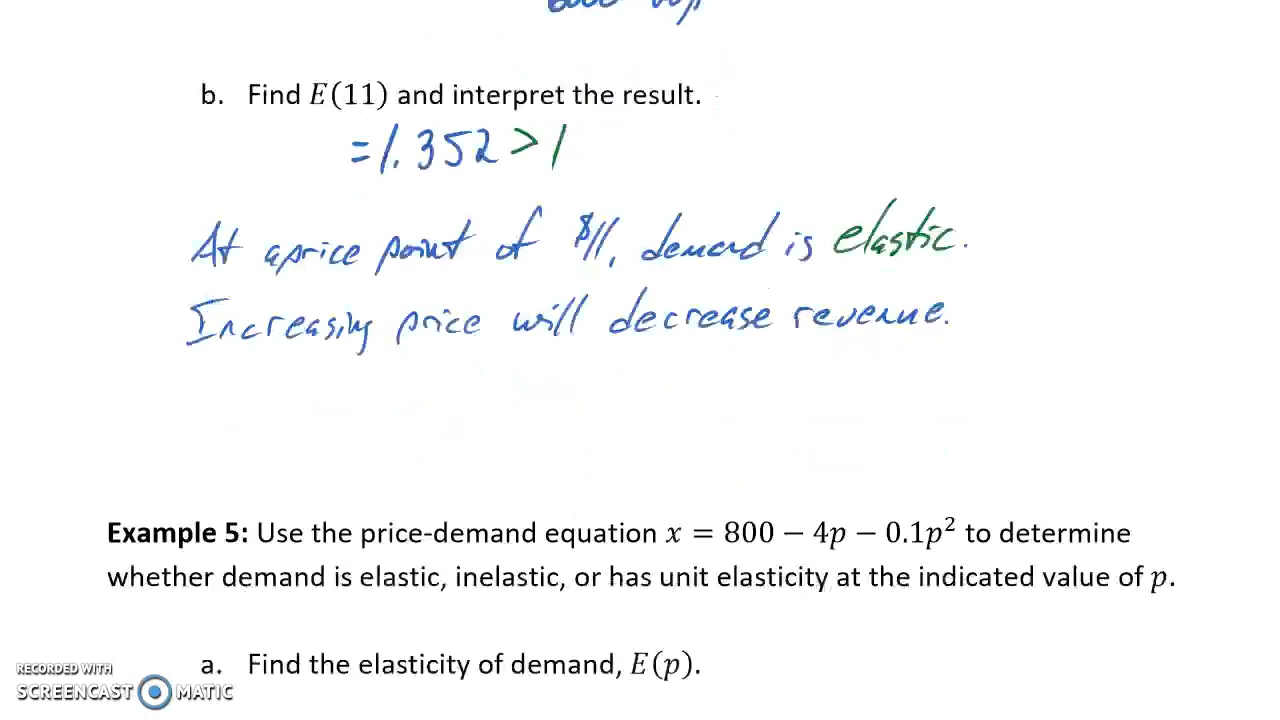 b. Find E(11) and interpret the result.
=1.352 > 1
At a price point of $11, demand is elastic.
Increasing price will decrease revenue.
Example 5: Use the price-demand equation x = 800 − 4p − 0.1p² to determine
whether demand is elastic, inelastic, or has unit elasticity at the indicated value of p.
a. Find the elasticity of demand, E(p).
RECORDED WITH
SCREENCAST MATIC